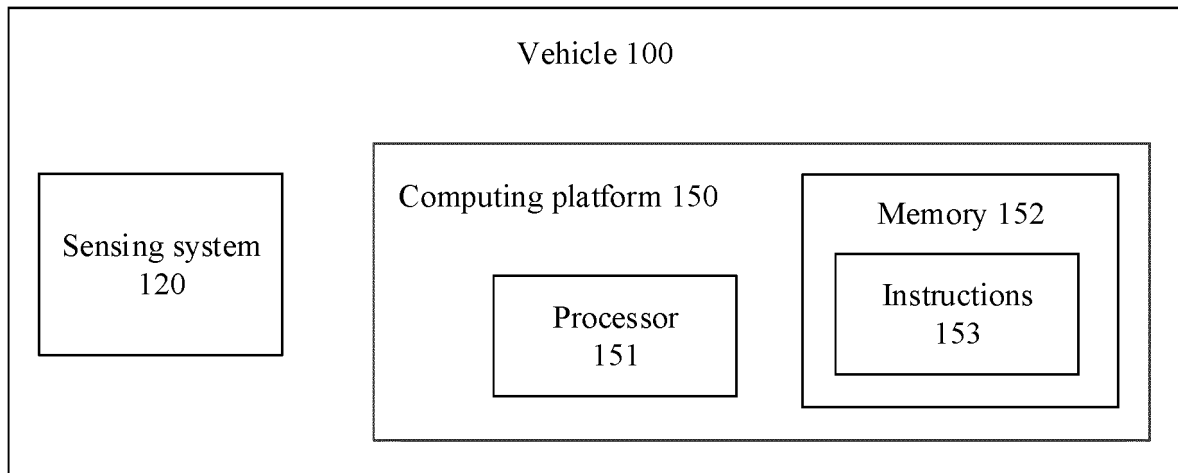 Vehicle 100
Sensing system
120
Computing platform 150
Processor
151
Memory 152
Instructions
153